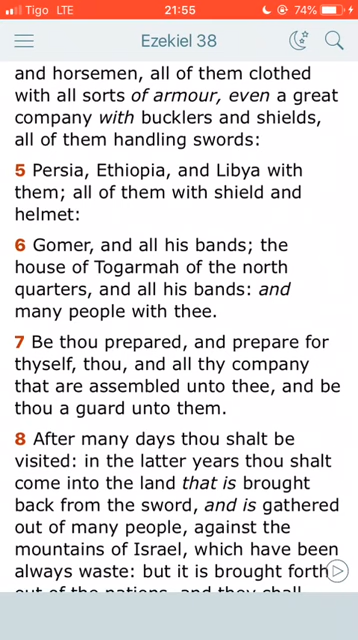 Tigo LTE 21:55 74%
Ezekiel 38
and horsemen, all of them clothed
with all sorts of armour, even a great
company with bucklers and shields,
all of them handling swords:
5 Persia, Ethiopia, and Libya with
them; all of them with shield and
helmet:
6 Gomer, and all his bands; the
house of Togarmah of the north
quarters, and all his bands: and
many people with thee.
7 Be thou prepared, and prepare for
thyself, thou, and all thy company
that are assembled unto thee, and be
thou a guard unto them.
8 After many days thou shalt be
visited: in the latter years thou shalt
come into the land that is brought
back from the sword, and is gathered
out of many people, against the
mountains of Israel, which have been
always waste: but it is brought forth
out of the nations, and they shall